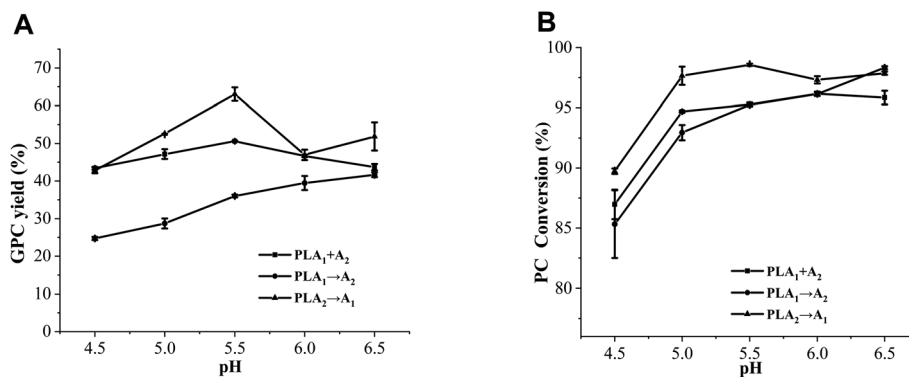 A
GPC yield (%)
70
60
50
40
30
20
10
0
PLA₁+A₂
PLA₁→A₂
PLA₂→A₁
4.5 5.0 5.5 6.0 6.5
pH
B
PC Conversion (%)
100
95
90
85
80
PLA₁+A₂
PLA₁→A₂
PLA₂→A₁
4.5 5.0 5.5 6.0 6.5
pH